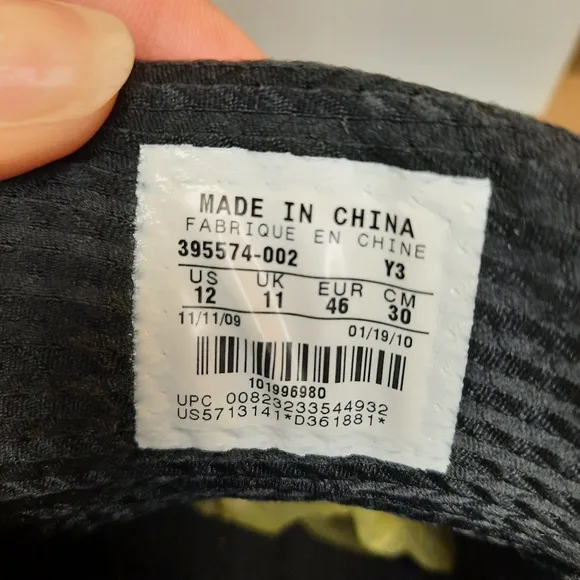 MADE IN CHINA
FABRIQUE EN CHINE
395574-002 Y3
US UK EUR CM
12 11 46 30
11/11/09 01/19/10
101996980
UPC 00823233544932
US5713141*D361881*